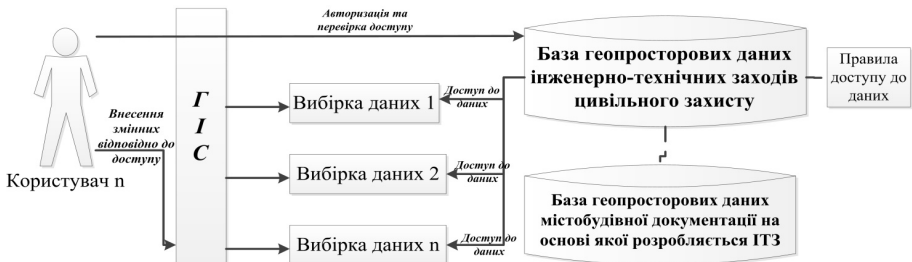 Авторизація та
перевірка доступу
База геопросторових даних
інженерно-технічних заходів
цивільного захисту
Правила
доступу до
даних
Г
І
С
Внесення
змінних
відповідно до
доступу
Користувач n
Вибірка даних 1
Доступ до
даних
Вибірка даних 2
Доступ до
даних
Вибірка даних n
Доступ до
даних
База геопросторових даних
містобудівної документації на
основі якої розробляється ІТЗ